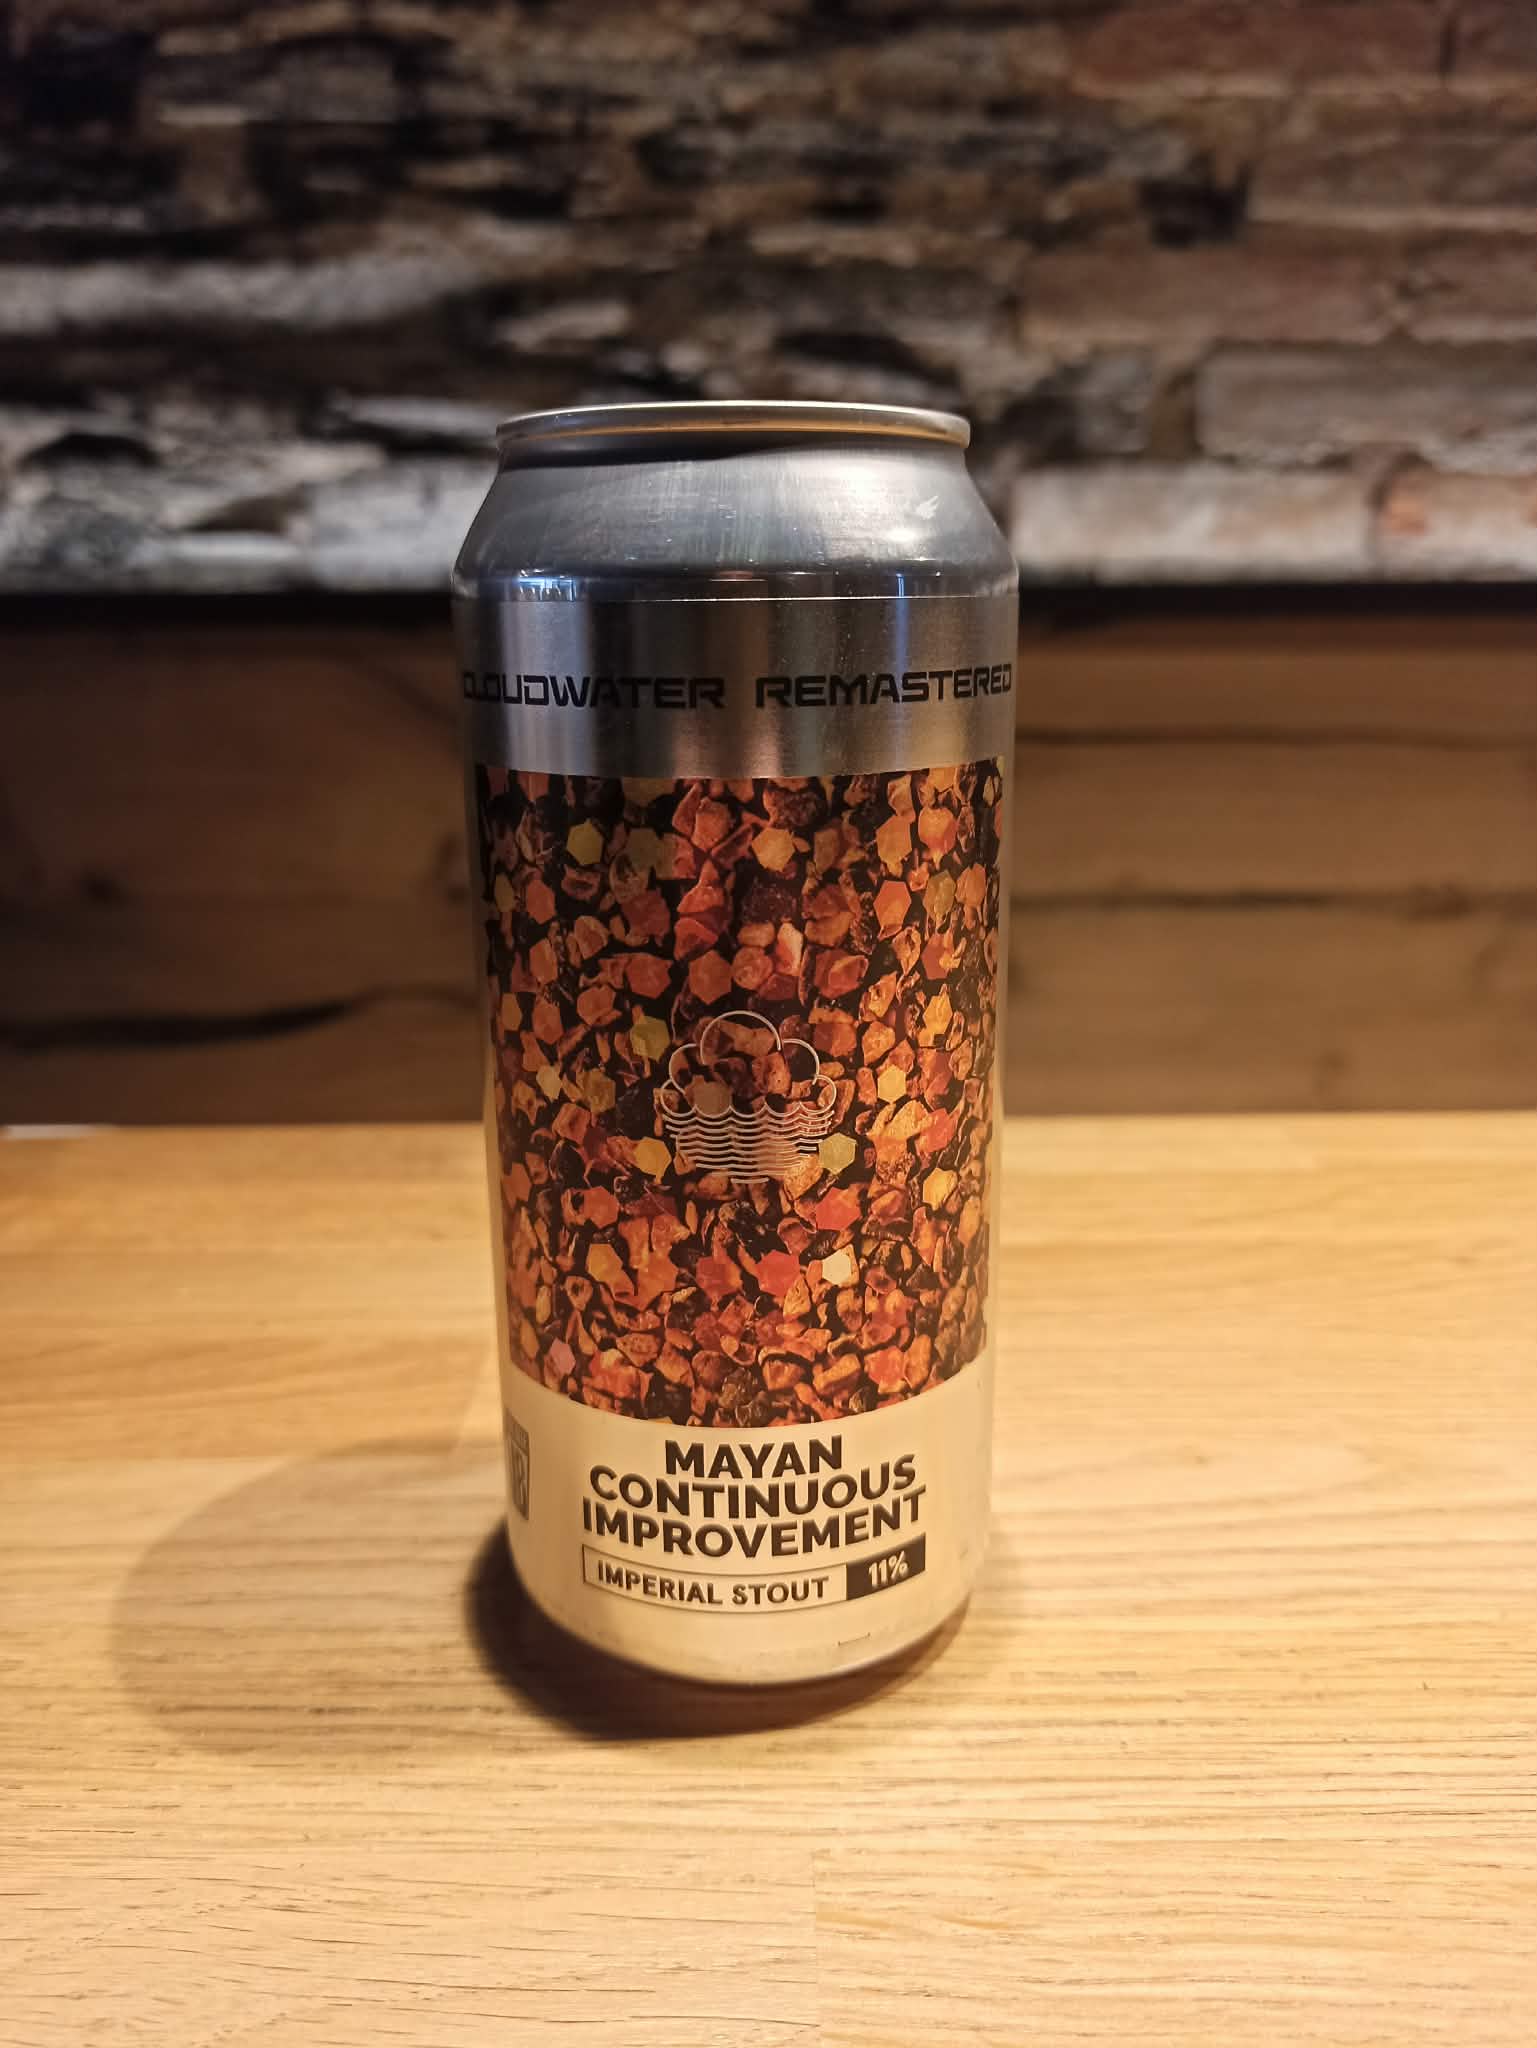 CLOUDWATER REMASTERED
MAYAN
CONTINUOUS
IMPROVEMENT
IMPERIAL STOUT 11%